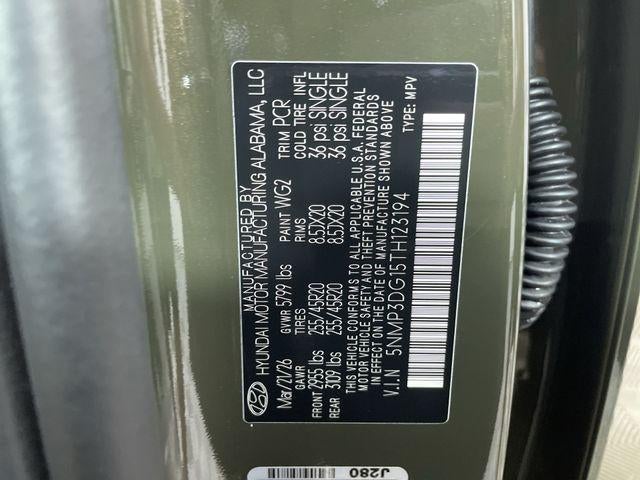 MANUFACTURED BY
HYUNDAI MOTOR MANUFACTURING ALABAMA, LLC
Mar/21/26 GVWR 5799 lbs PAINT WG2 TRIM PCR
GAWR TIRES RIMS COLD TIRE INFL
FRONT 2955 lbs 255/45R20 8.5JX20 36 psi SINGLE
REAR 3109 lbs 255/45R20 8.5JX20 36 psi SINGLE
THIS VEHICLE CONFORMS TO ALL APPLICABLE U.S.A. FEDERAL
MOTOR VEHICLE SAFETY AND THEFT PREVENTION STANDARDS
IN EFFECT ON THE DATE OF MANUFACTURE SHOWN ABOVE
V.I.N 5NMP3DG15TH123194 TYPE: MPV
J280